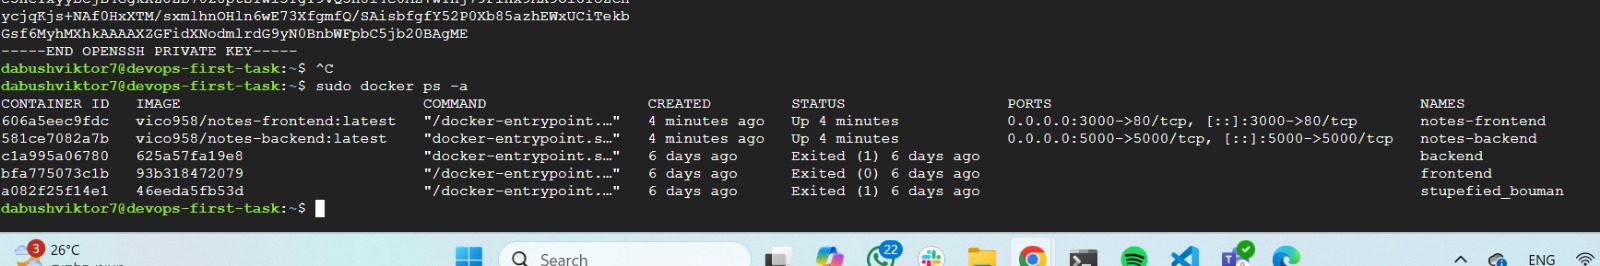 ycjqKjs+NAf0HxXTM/sxmlhnOHln6wE73XfgmfQ/SAisbfgfY52P0Xb85azhEWxUCiTekb
Gsf6MyhMXhkAAAAXZGFidXNodmlrdG9yN0BnbWFpbC5jb20BAgME
-----END OPENSSH PRIVATE KEY-----
dabushviktor7@devops-first-task:~$ ^C
dabushviktor7@devops-first-task:~$ sudo docker ps -a
CONTAINER ID IMAGE COMMAND CREATED STATUS PORTS NAMES
606a5eec9fdc vico958/notes-frontend:latest "/docker-entrypoint.…" 4 minutes ago Up 4 minutes 0.0.0.0:3000->80/tcp, [::]:3000->80/tcp notes-frontend
581ce7082a7b vico958/notes-backend:latest "docker-entrypoint.s…" 4 minutes ago Up 4 minutes 0.0.0.0:5000->5000/tcp, [::]:5000->5000/tcp notes-backend
c1a995a06780 625a57fa19e8 "docker-entrypoint.s…" 6 days ago Exited (1) 6 days ago backend
bfa775073c1b 93b318472079 "/docker-entrypoint.…" 6 days ago Exited (0) 6 days ago frontend
a082f25f14e1 46eeda5fb53d "/docker-entrypoint.…" 6 days ago Exited (1) 6 days ago stupefied_bouman
dabushviktor7@devops-first-task:~$
3
26°C
Search
22
ENG